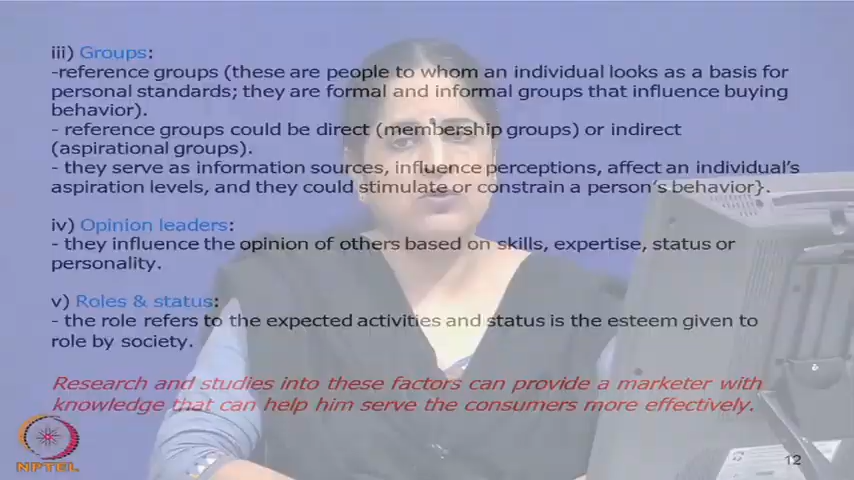 iii) Groups:
-reference groups (these are people to whom an individual looks as a basis for
personal standards; they are formal and informal groups that influence buying
behavior).
- reference groups could be direct (membership groups) or indirect
(aspirational groups).
- they serve as information sources, influence perceptions, affect an individual's
aspiration levels, and they could stimulate or constrain a person's behavior}.
iv) Opinion leaders:
- they influence the opinion of others based on skills, expertise, status or
personality.
v) Roles & status:
- the role refers to the expected activities and status is the esteem given to
role by society.
Research and studies into these factors can provide a marketer with
knowledge that can help him serve the consumers more effectively.
NPTEL
12